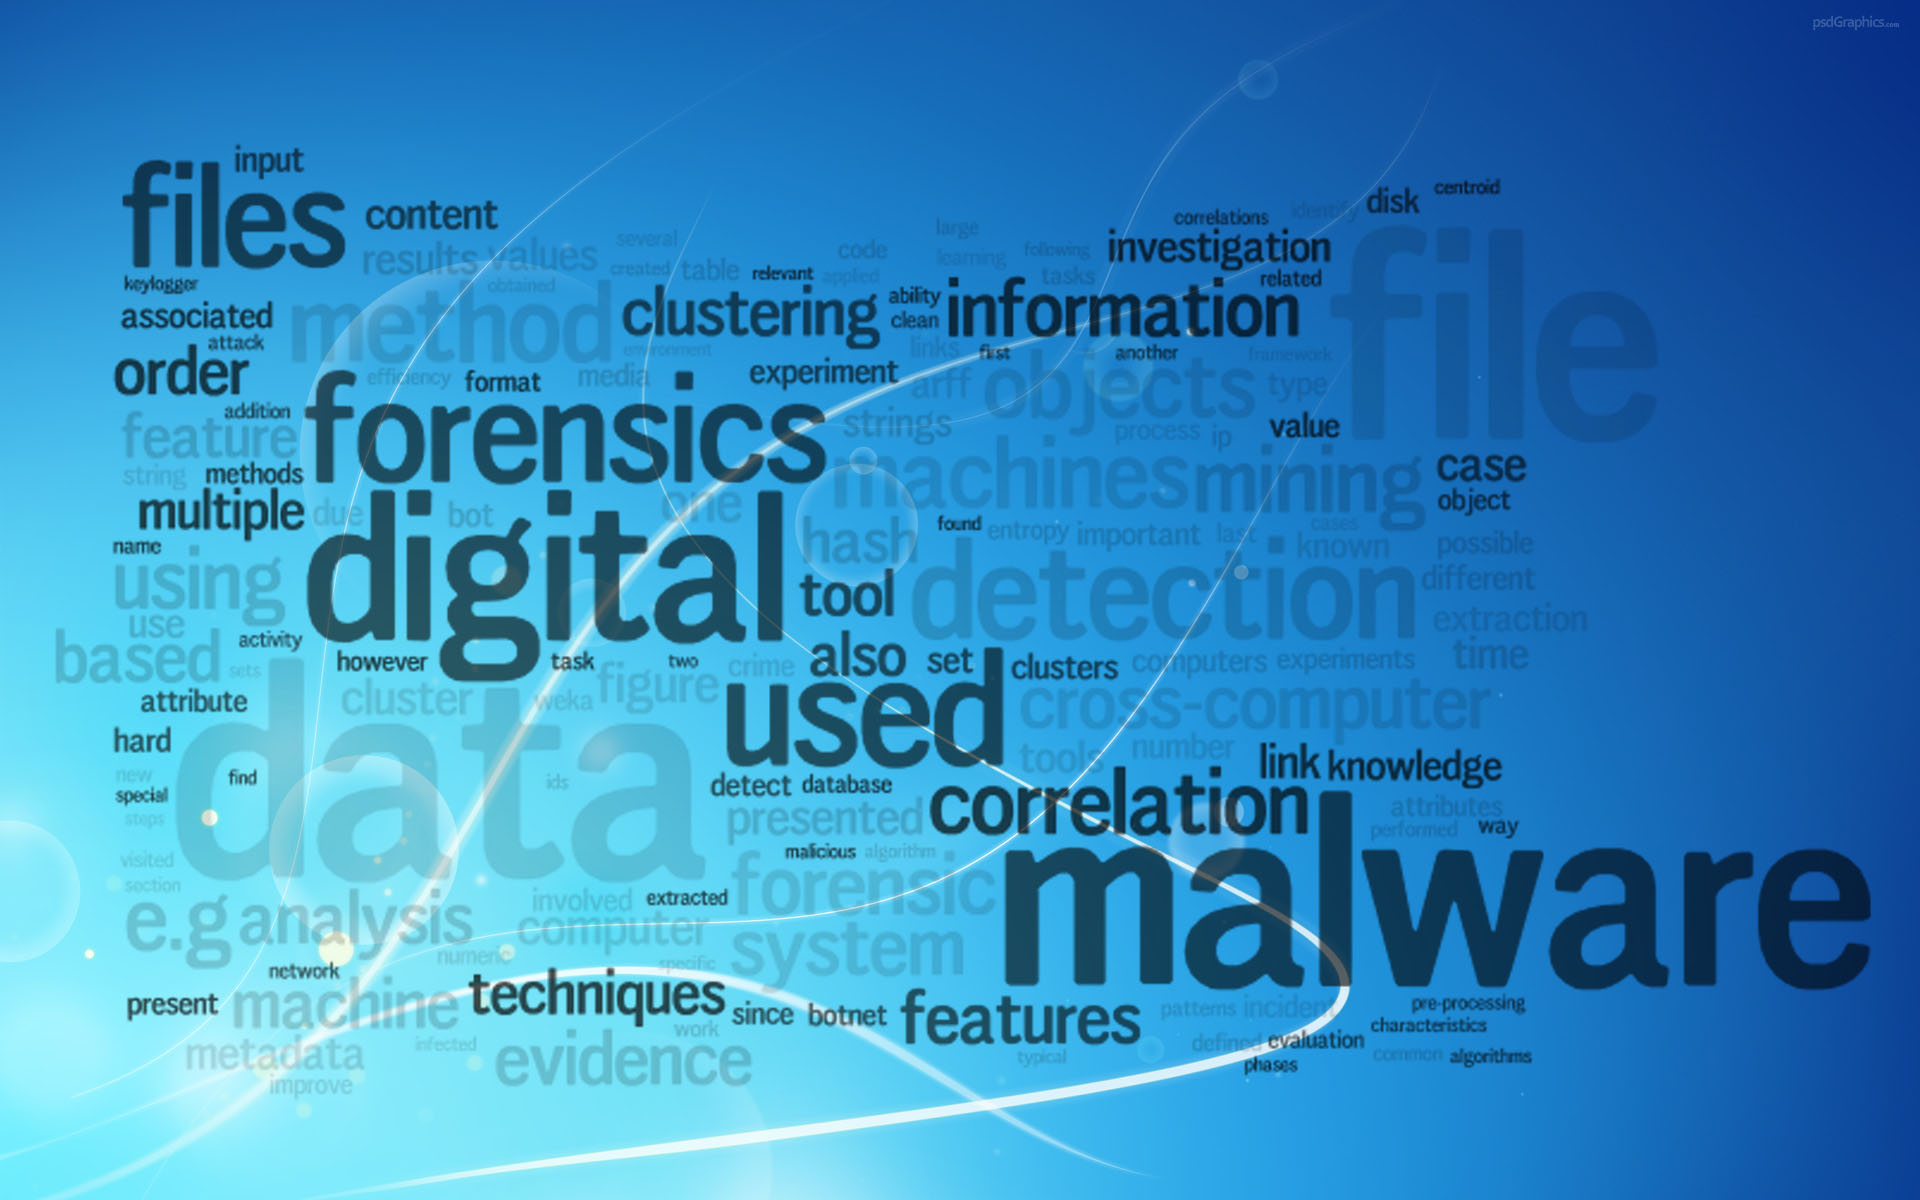 psdGraphics.com
input
files
content
centroid
disk
identify
correlations
large
several
code
results values
investigation
learning
following
created
table
relevant
applied
tasks
related
keylogger
obtained
ability
clean
information
file
associated
method
clustering
attack
environment
links
first
another
framework
order
efficiency
format
media
experiment
arff
objects
type
addition
forensics
strings
feature
process
ip
value
string
methods
machines
mining
case
object
multiple
due
bot
one
digital
hash
found
entropy
important
last
cases
known
possible
name
using
tool
detection
different
use
extraction
based
activity
sets
however
task
two
crime
also
set
clusters
computers
experiments
time
attribute
cluster
weka
figure
used
cross-computer
hard
data
tools
number
link
knowledge
new
find
ids
detect
database
special
steps
presented
correlation
attributes
performed
way
visited
malicious
algorithm
malware
section
involved
extracted
forensic
e.g
analysis
computer
system
numeric
specific
network
present
machine
techniques
since
botnet
features
patterns
incident
pre-processing
work
characteristics
metadata
infected
evidence
typical
defined
evaluation
common
algorithms
phases
improve